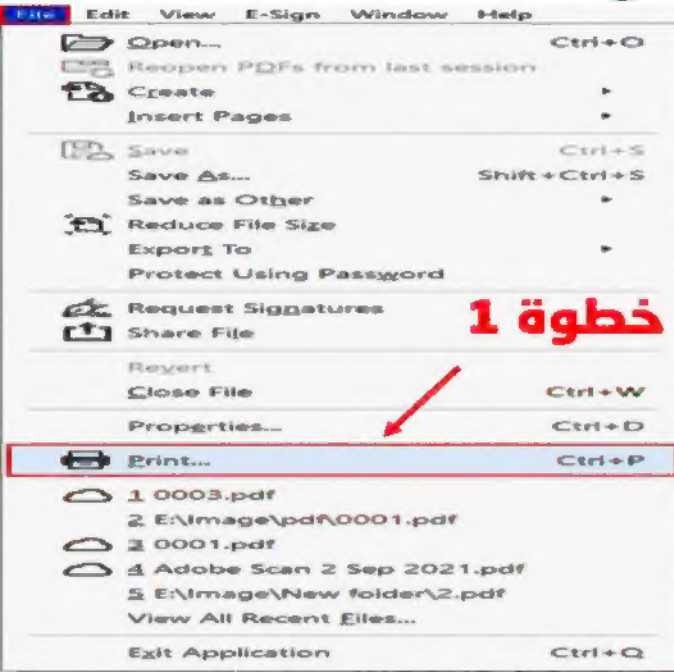 File Edit View E-Sign Window Help
Open... Ctrl+O
Reopen PDFs from last session
Create
Insert Pages
Save Ctrl+S
Save As... Shift+Ctrl+S
Save as Other
Reduce File Size
Export To
Protect Using Password
Request Signatures
خطوة 1
Share File
Revert
Close File Ctrl+W
Properties... Ctrl+D
Print... Ctrl+P
1 0003.pdf
2 E:\Image\pdf\0001.pdf
3 0001.pdf
4 Adobe Scan 2 Sep 2021.pdf
5 E:\Image\New folder\2.pdf
View All Recent Files...
Exit Application Ctrl+Q